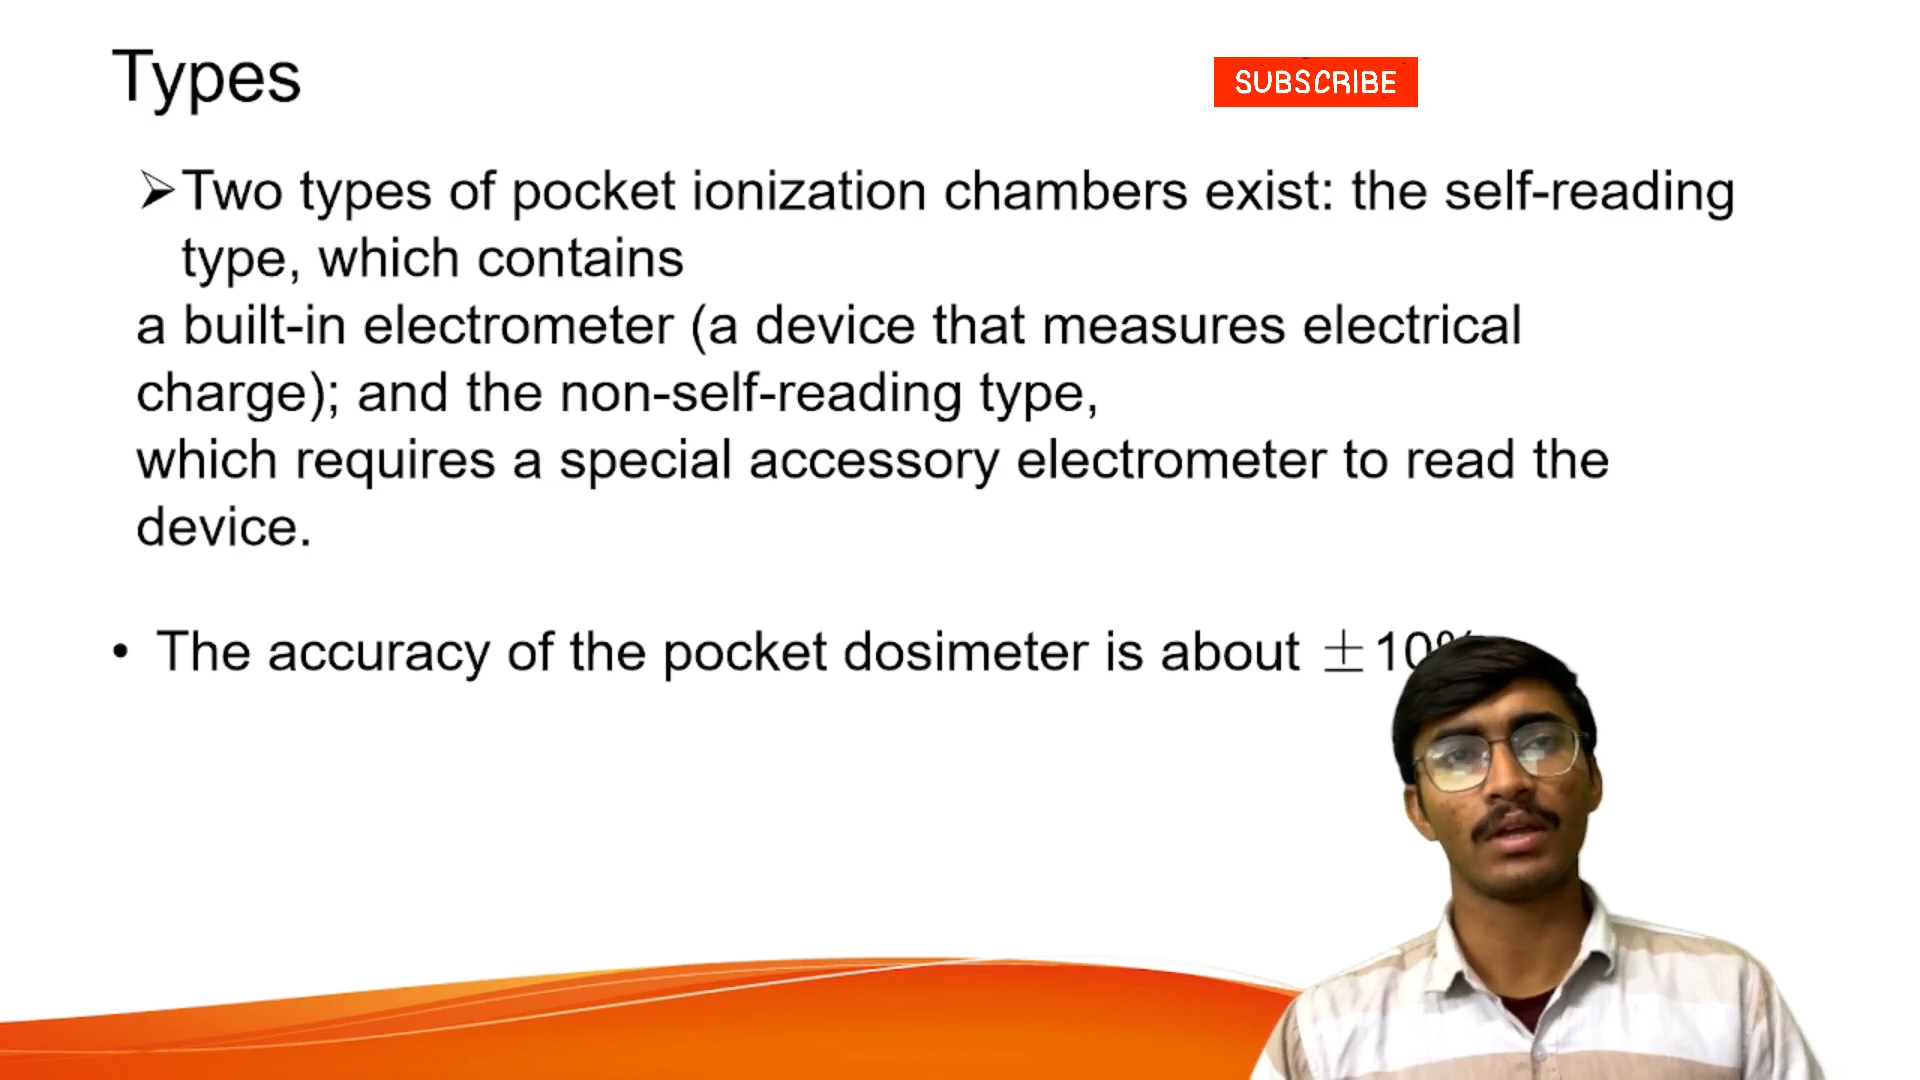 Types
SUBSCRIBE
➢Two types of pocket ionization chambers exist: the self-reading
type, which contains
a built-in electrometer (a device that measures electrical
charge); and the non-self-reading type,
which requires a special accessory electrometer to read the
device.
• The accuracy of the pocket dosimeter is about ±10%